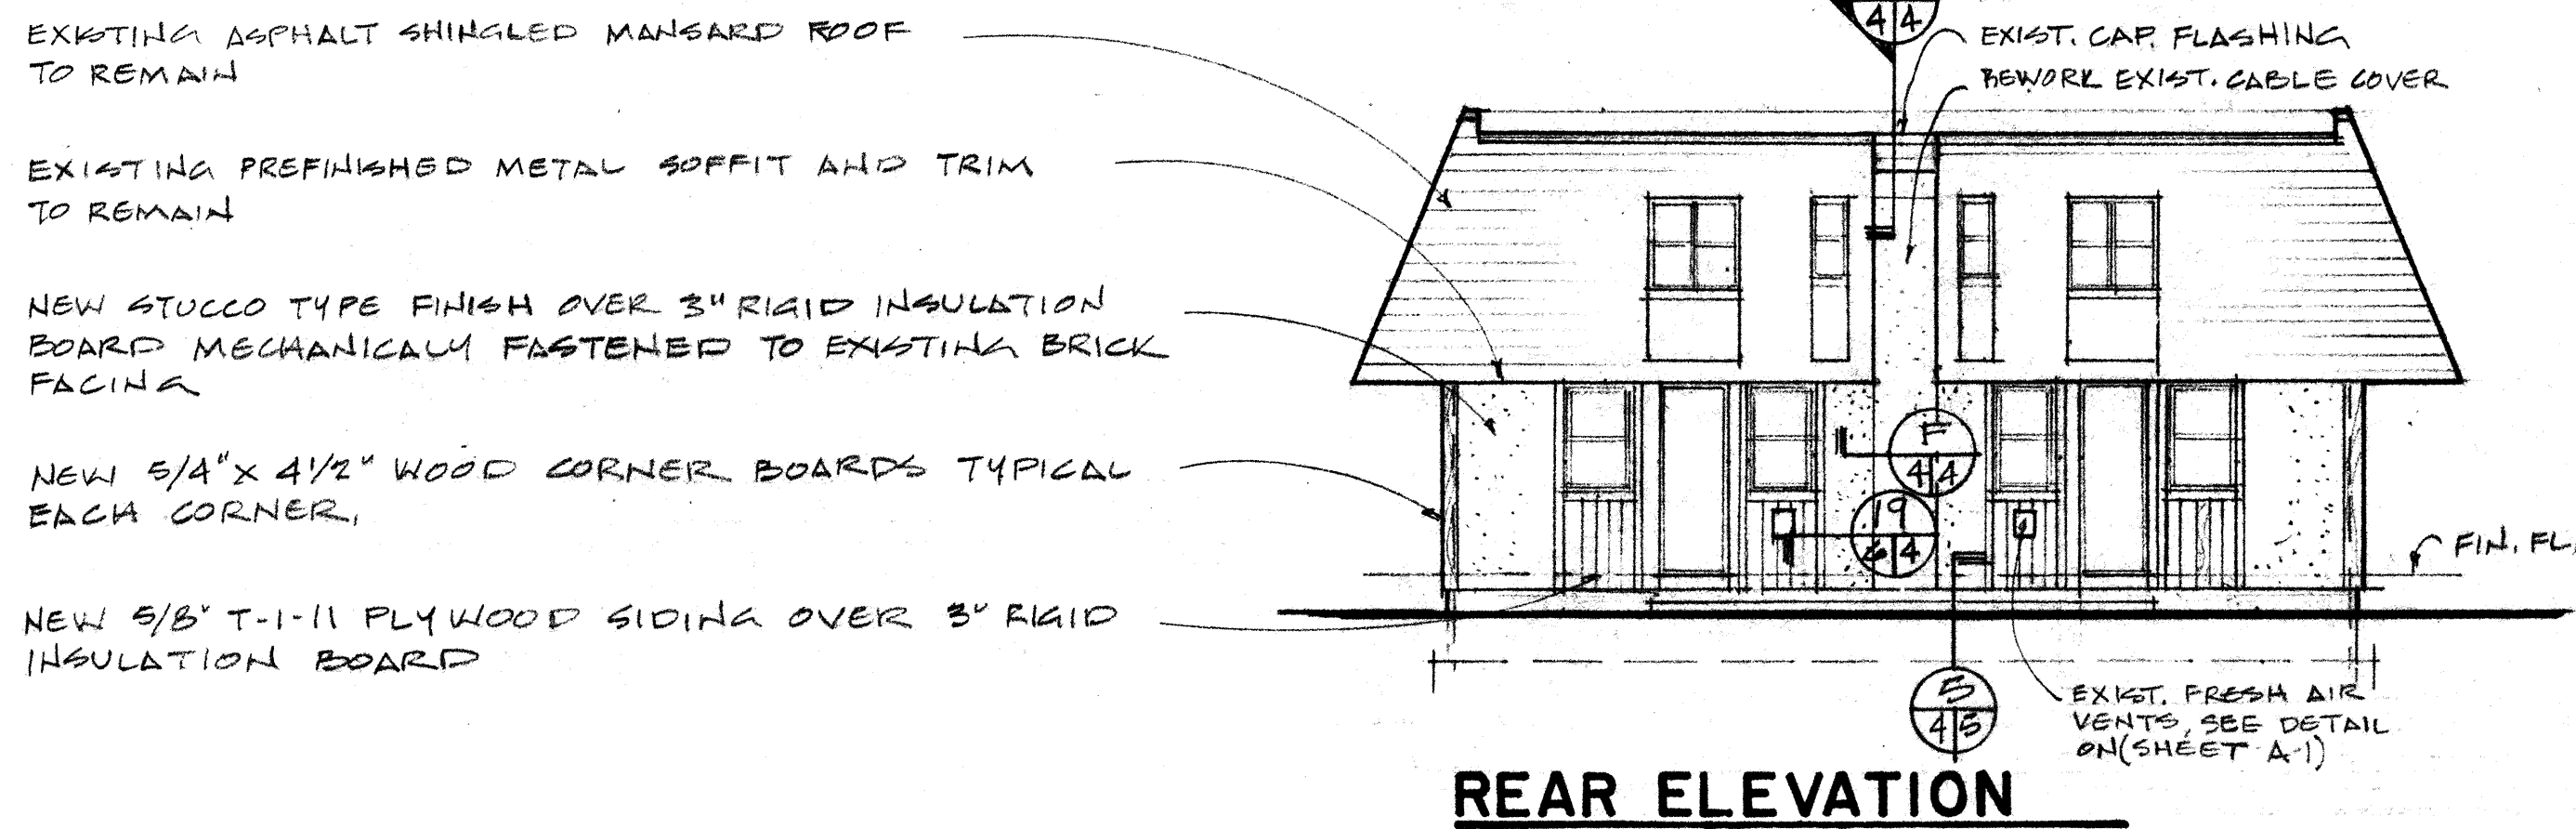 EXISTING ASPHALT SHINGLED MANSARD ROOF
TO REMAIN
EXISTING PREFINISHED METAL SOFFIT AND TRIM
TO REMAIN
NEW STUCCO TYPE FINISH OVER 3" RIGID INSULATION
BOARD MECHANICALLY FASTENED TO EXISTING BRICK
FACING
NEW 5/4" X 4 1/2" WOOD CORNER BOARDS TYPICAL
EACH CORNER,
NEW 5/8" T-1-11 PLYWOOD SIDING OVER 3" RIGID
INSULATION BOARD
4 4
EXIST. CAP. FLASHING
REWORK EXIST. CABLE COVER
F
4 4
19
6 4
FIN. FL.
5
4 5
EXIST. FRESH AIR
VENTS, SEE DETAIL
ON (SHEET A-1)
REAR ELEVATION